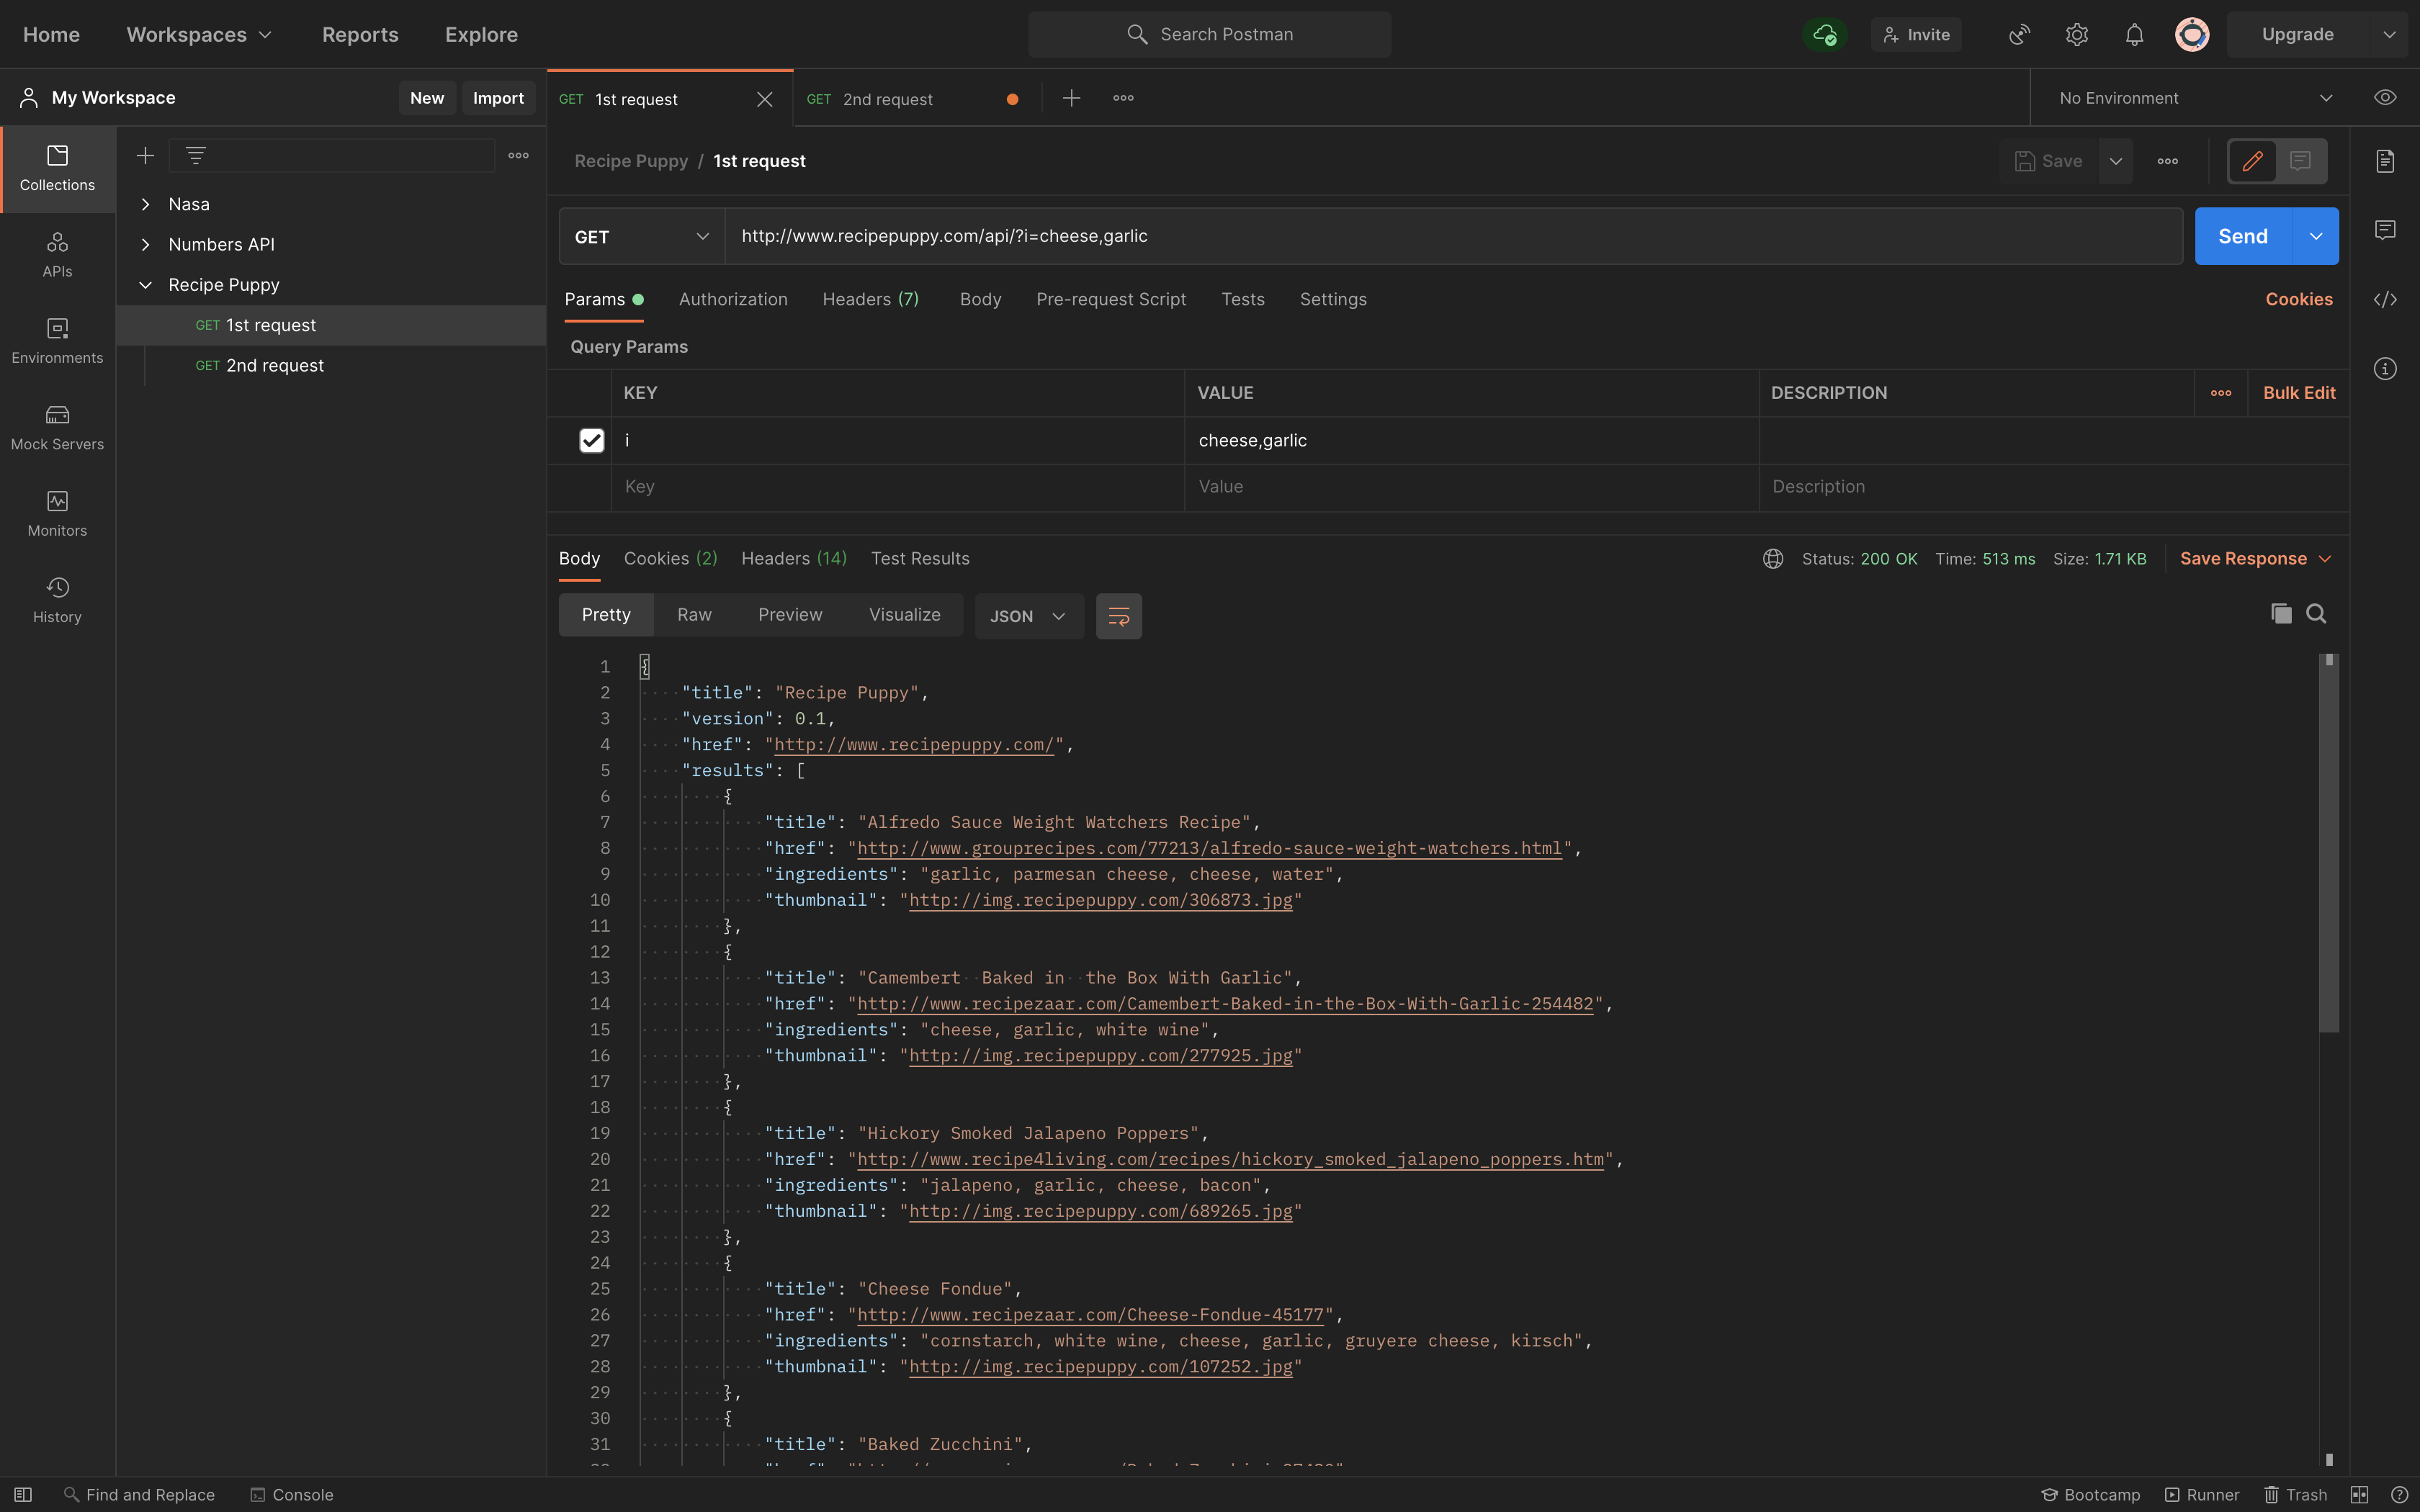 Home Workspaces Reports Explore Search Postman Invite Upgrade
My Workspace New Import GET 1st request GET 2nd request No Environment
Collections
APIs
Environments
Mock Servers
Monitors
History
Nasa
Numbers API
Recipe Puppy
GET 1st request
GET 2nd request
Recipe Puppy / 1st request Save
GET http://www.recipepuppy.com/api/?i=cheese,garlic Send
Params Authorization Headers (7) Body Pre-request Script Tests Settings Cookies
Query Params
KEY VALUE DESCRIPTION Bulk Edit
i cheese,garlic
Key Value Description
Body Cookies (2) Headers (14) Test Results Status: 200 OK Time: 513 ms Size: 1.71 KB Save Response
Pretty Raw Preview Visualize JSON
1 {
2 "title": "Recipe Puppy",
3 "version": 0.1,
4 "href": "http://www.recipepuppy.com/",
5 "results": [
6 {
7 "title": "Alfredo Sauce Weight Watchers Recipe",
8 "href": "http://www.grouprecipes.com/77213/alfredo-sauce-weight-watchers.html",
9 "ingredients": "garlic, parmesan cheese, cheese, water",
10 "thumbnail": "http://img.recipepuppy.com/306873.jpg"
11 },
12 {
13 "title": "Camembert  Baked in  the Box With Garlic",
14 "href": "http://www.recipezaar.com/Camembert-Baked-in-the-Box-With-Garlic-254482",
15 "ingredients": "cheese, garlic, white wine",
16 "thumbnail": "http://img.recipepuppy.com/277925.jpg"
17 },
18 {
19 "title": "Hickory Smoked Jalapeno Poppers",
20 "href": "http://www.recipe4living.com/recipes/hickory_smoked_jalapeno_poppers.htm",
21 "ingredients": "jalapeno, garlic, cheese, bacon",
22 "thumbnail": "http://img.recipepuppy.com/689265.jpg"
23 },
24 {
25 "title": "Cheese Fondue",
26 "href": "http://www.recipezaar.com/Cheese-Fondue-45177",
27 "ingredients": "cornstarch, white wine, cheese, garlic, gruyere cheese, kirsch",
28 "thumbnail": "http://img.recipepuppy.com/107252.jpg"
29 },
30 {
31 "title": "Baked Zucchini",
Find and Replace Console Bootcamp Runner Trash